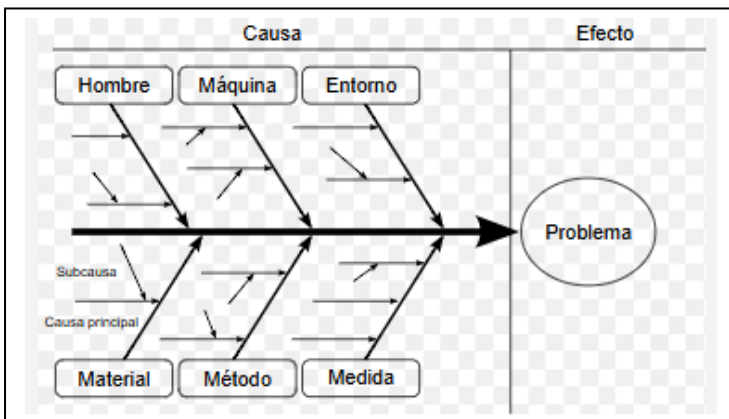 Causa
Efecto
Hombre
Máquina
Entorno
Problema
Subcausa
Causa principal
Material
Método
Medida